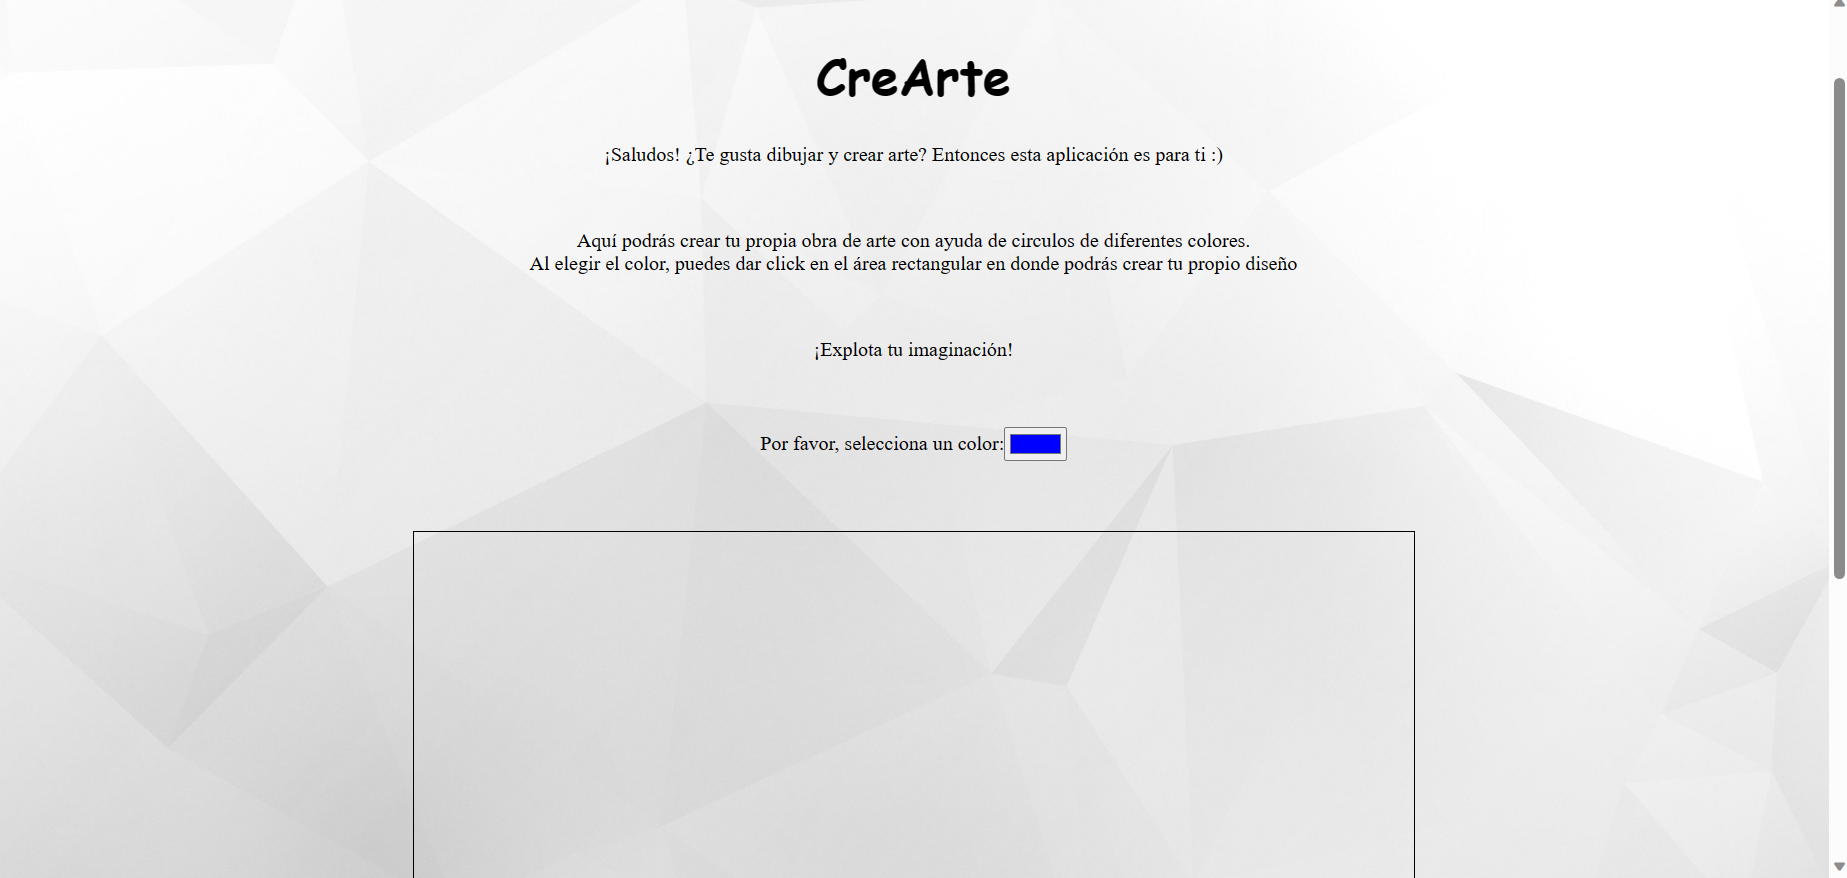 CreArte
¡Saludos! ¿Te gusta dibujar y crear arte? Entonces esta aplicación es para ti :)
Aquí podrás crear tu propia obra de arte con ayuda de circulos de diferentes colores.
Al elegir el color, puedes dar click en el área rectangular en donde podrás crear tu propio diseño
¡Explota tu imaginación!
Por favor, selecciona un color: